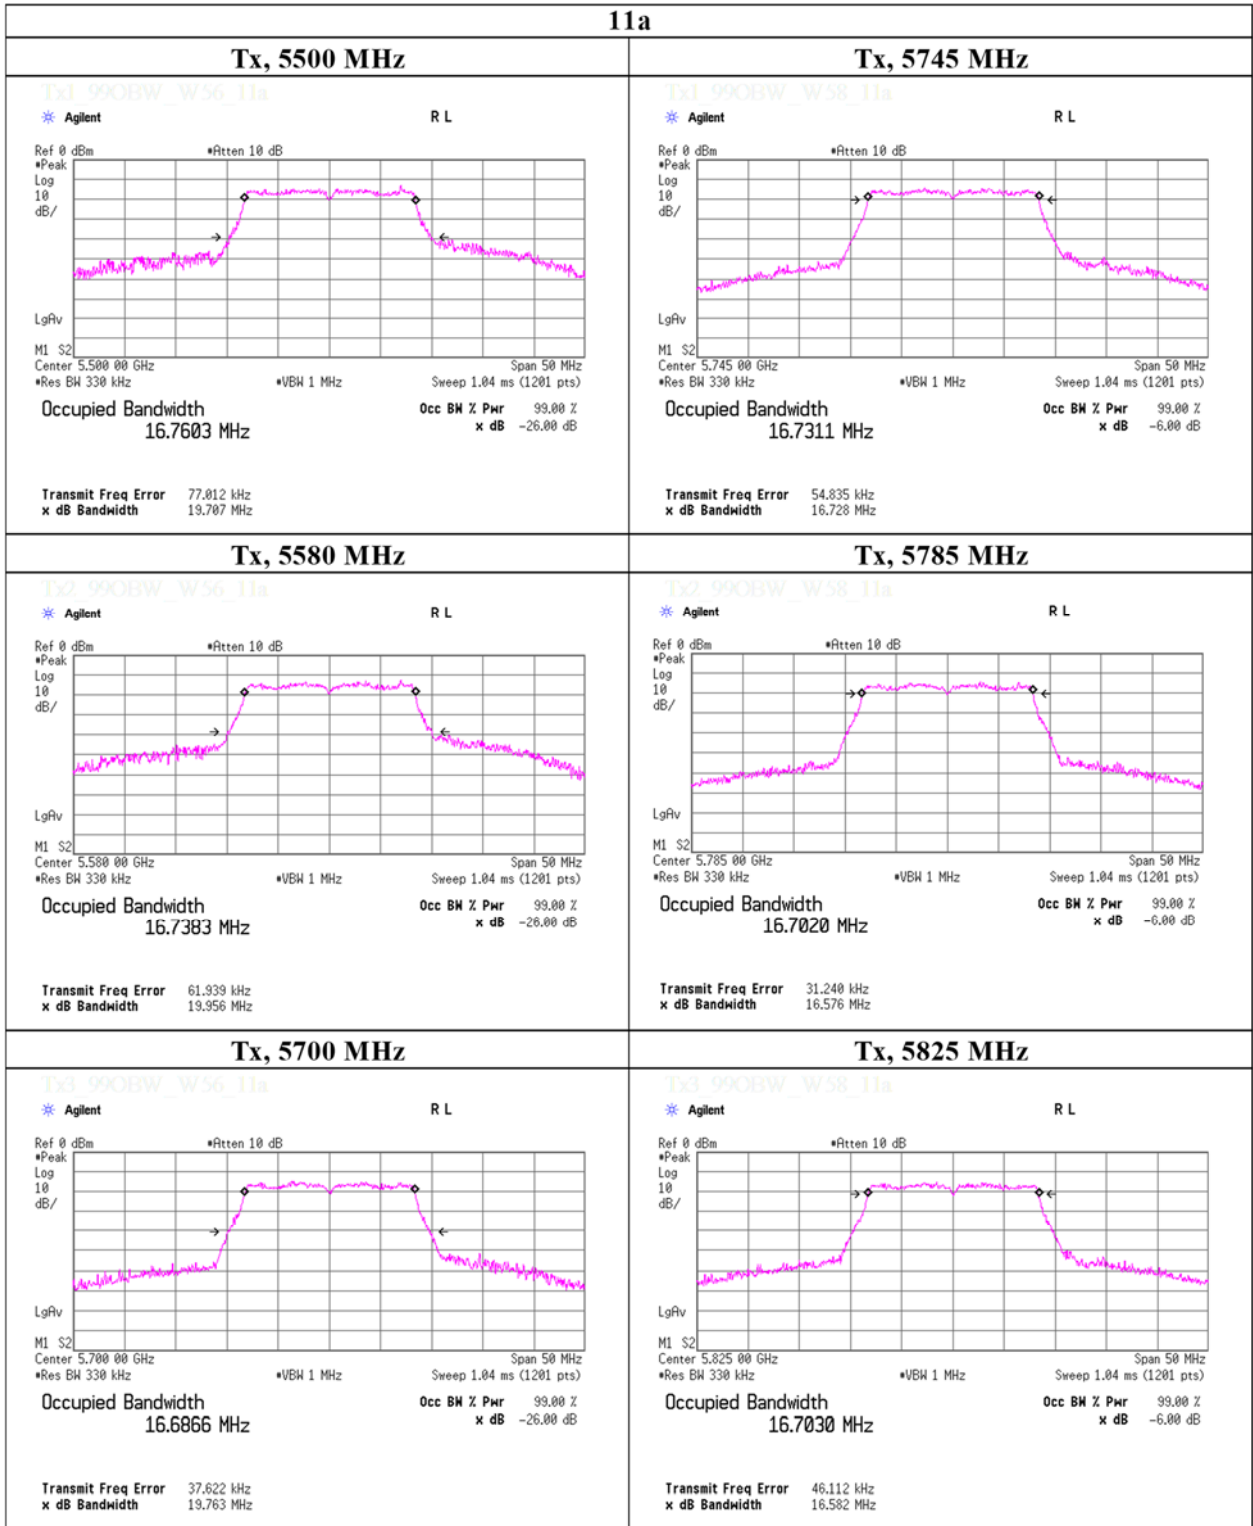 11a
Tx, 5500 MHz
Tx1_99OBW_W56_11a
Agilent R L
Ref 0 dBm #Atten 10 dB
#Peak
Log
10
dB/
LgAv
M1 S2
Center 5.500 00 GHz Span 50 MHz
#Res BW 330 kHz #VBW 1 MHz Sweep 1.04 ms (1201 pts)
Occupied Bandwidth Occ BW % Pwr 99.00 %
16.7603 MHz x dB -26.00 dB
Transmit Freq Error 77.012 kHz
x dB Bandwidth 19.707 MHz
Tx, 5745 MHz
Tx1_99OBW_W58_11a
Agilent R L
Ref 0 dBm #Atten 10 dB
#Peak
Log
10
dB/
LgAv
M1 S2
Center 5.745 00 GHz Span 50 MHz
#Res BW 330 kHz #VBW 1 MHz Sweep 1.04 ms (1201 pts)
Occupied Bandwidth Occ BW % Pwr 99.00 %
16.7311 MHz x dB -6.00 dB
Transmit Freq Error 54.835 kHz
x dB Bandwidth 16.728 MHz
Tx, 5580 MHz
Tx2_99OBW_W56_11a
Agilent R L
Ref 0 dBm #Atten 10 dB
#Peak
Log
10
dB/
LgAv
M1 S2
Center 5.580 00 GHz Span 50 MHz
#Res BW 330 kHz #VBW 1 MHz Sweep 1.04 ms (1201 pts)
Occupied Bandwidth Occ BW % Pwr 99.00 %
16.7383 MHz x dB -26.00 dB
Transmit Freq Error 61.939 kHz
x dB Bandwidth 19.956 MHz
Tx, 5785 MHz
Tx2_99OBW_W58_11a
Agilent R L
Ref 0 dBm #Atten 10 dB
#Peak
Log
10
dB/
LgAv
M1 S2
Center 5.785 00 GHz Span 50 MHz
#Res BW 330 kHz #VBW 1 MHz Sweep 1.04 ms (1201 pts)
Occupied Bandwidth Occ BW % Pwr 99.00 %
16.7020 MHz x dB -6.00 dB
Transmit Freq Error 31.240 kHz
x dB Bandwidth 16.576 MHz
Tx, 5700 MHz
Tx3_99OBW_W56_11a
Agilent R L
Ref 0 dBm #Atten 10 dB
#Peak
Log
10
dB/
LgAv
M1 S2
Center 5.700 00 GHz Span 50 MHz
#Res BW 330 kHz #VBW 1 MHz Sweep 1.04 ms (1201 pts)
Occupied Bandwidth Occ BW % Pwr 99.00 %
16.6866 MHz x dB -26.00 dB
Transmit Freq Error 37.622 kHz
x dB Bandwidth 19.763 MHz
Tx, 5825 MHz
Tx3_99OBW_W58_11a
Agilent R L
Ref 0 dBm #Atten 10 dB
#Peak
Log
10
dB/
LgAv
M1 S2
Center 5.825 00 GHz Span 50 MHz
#Res BW 330 kHz #VBW 1 MHz Sweep 1.04 ms (1201 pts)
Occupied Bandwidth Occ BW % Pwr 99.00 %
16.7030 MHz x dB -6.00 dB
Transmit Freq Error 46.112 kHz
x dB Bandwidth 16.582 MHz